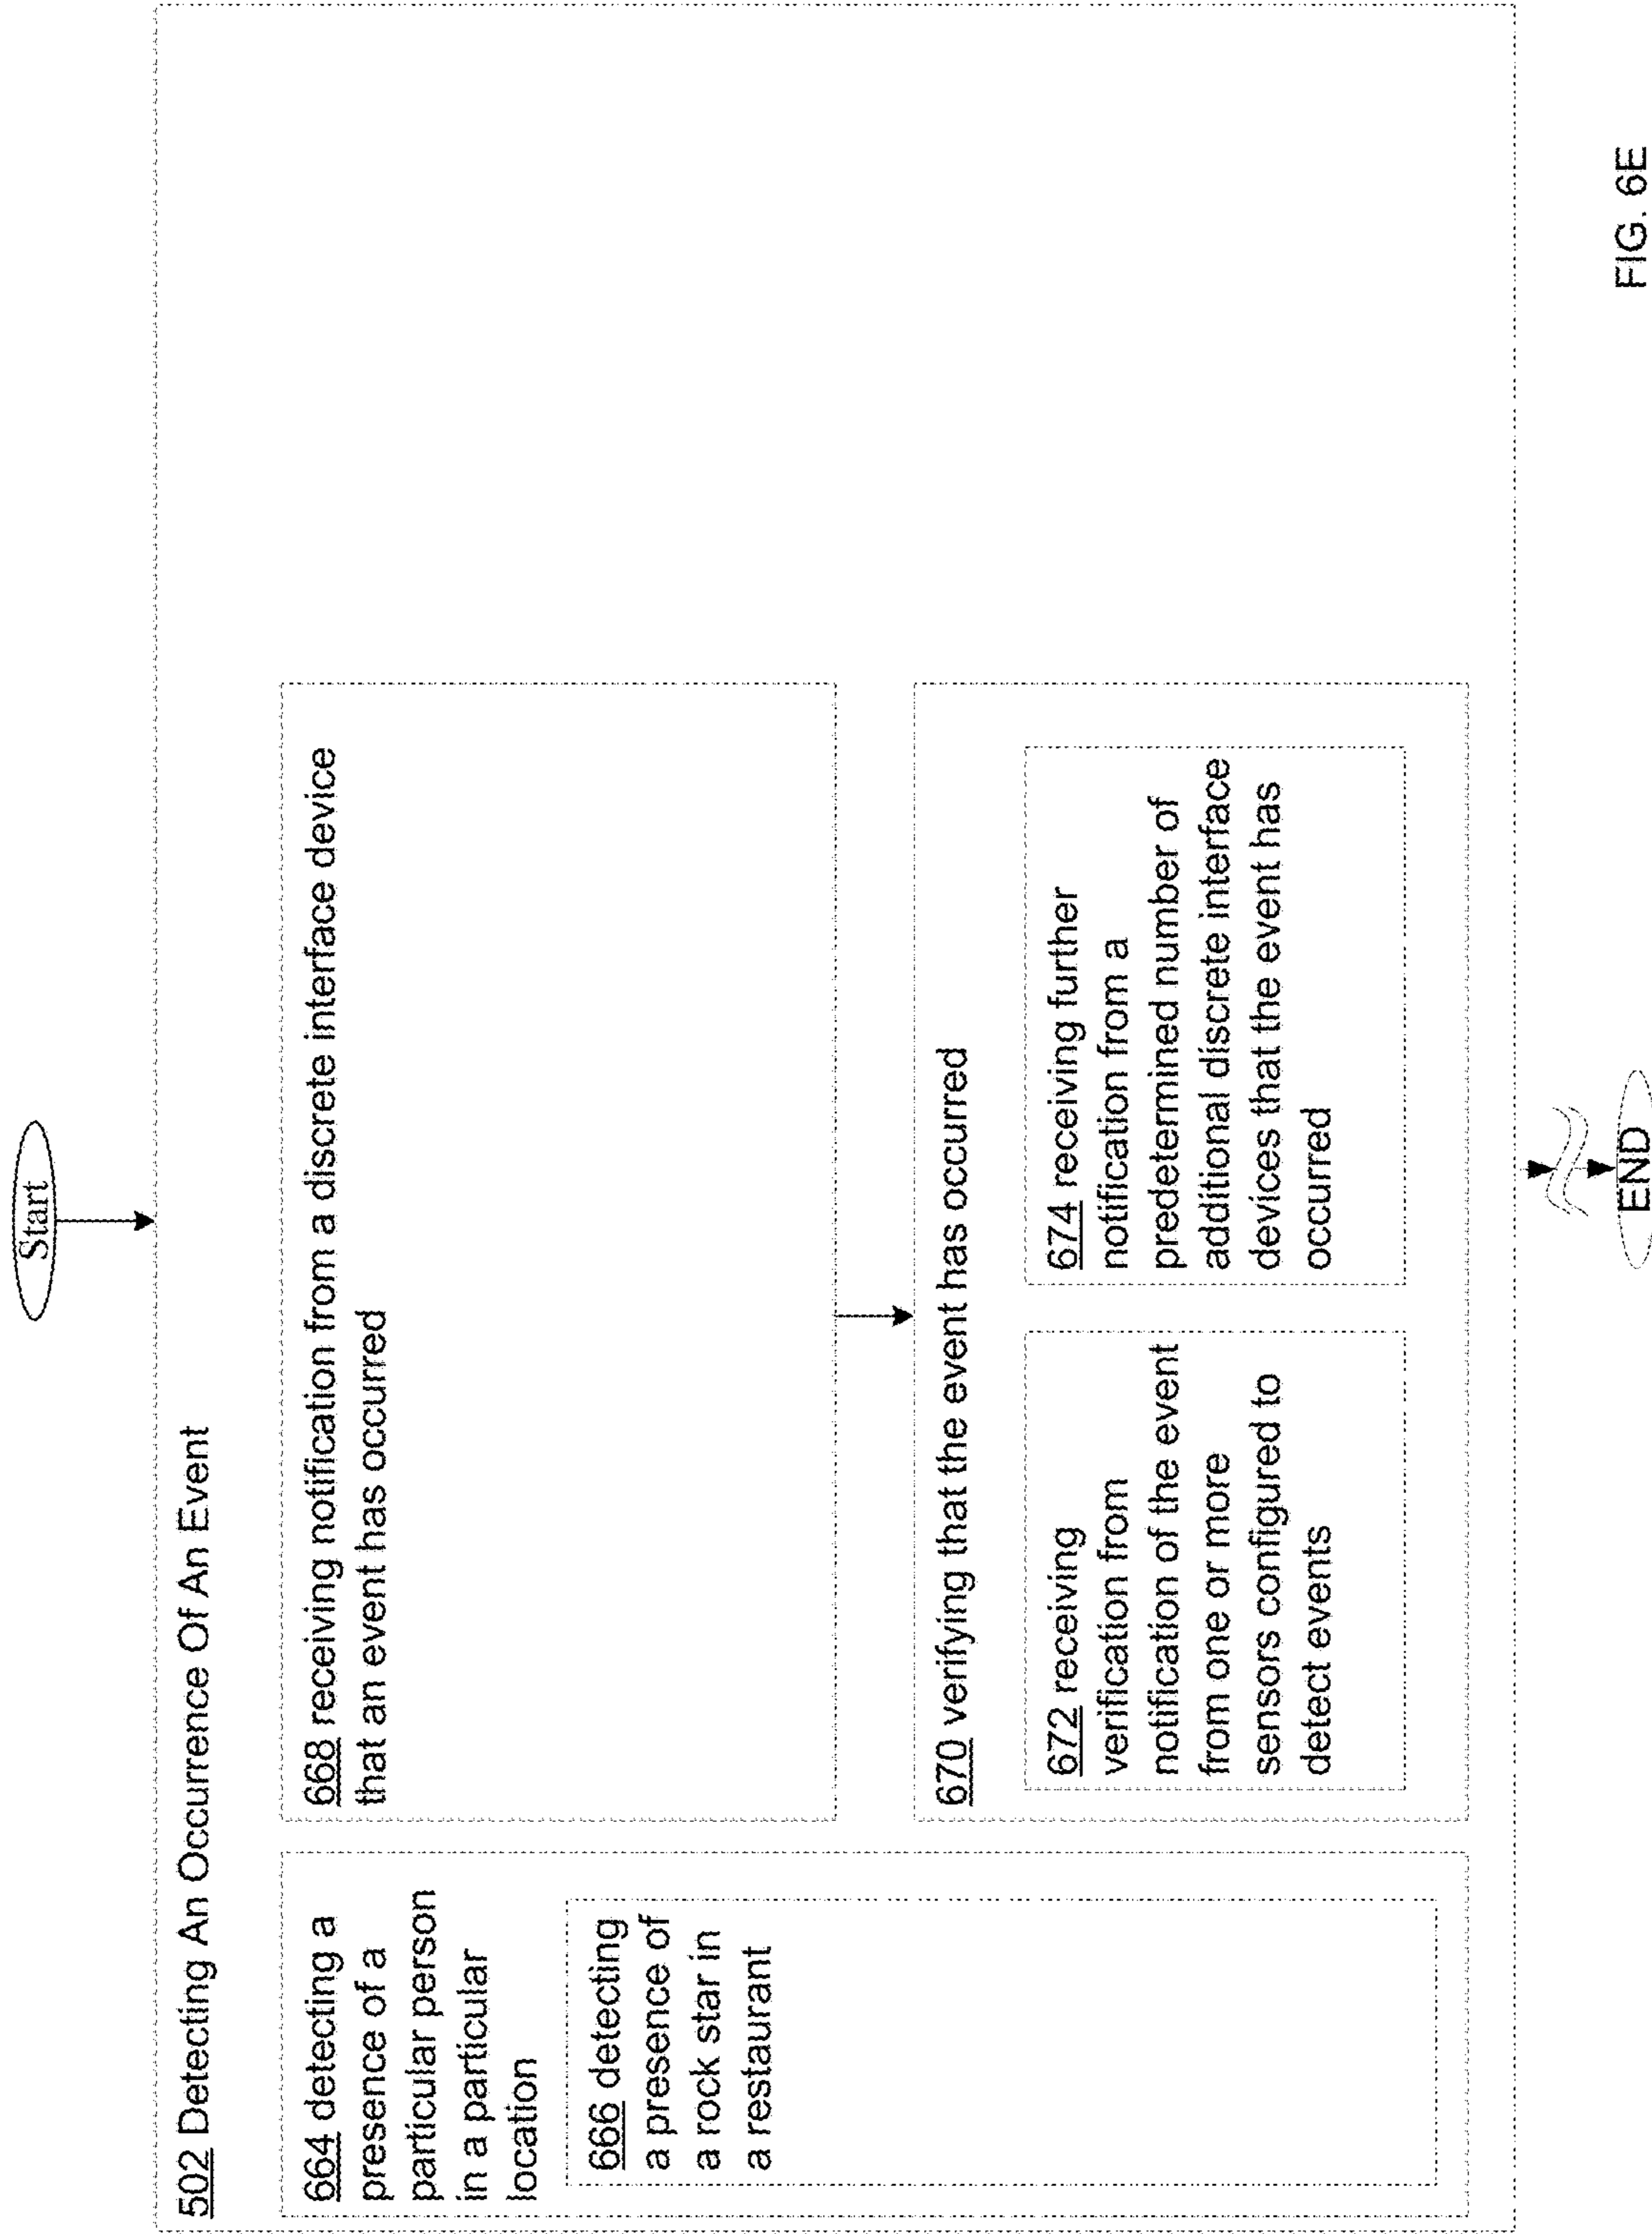 Start
502 Detecting An Occurrence Of An Event
664 detecting a
presence of a
particular person
in a particular
location
666 detecting
a presence of
a rock star in
a restaurant
668 receiving notification from a discrete interface device
that an event has occurred
670 verifying that the event has occurred
672 receiving
verification from
notification of the event
from one or more
sensors configured to
detect events
674 receiving further
notification from a
predetermined number of
additional discrete interface
devices that the event has
occurred
END
FIG. 6E